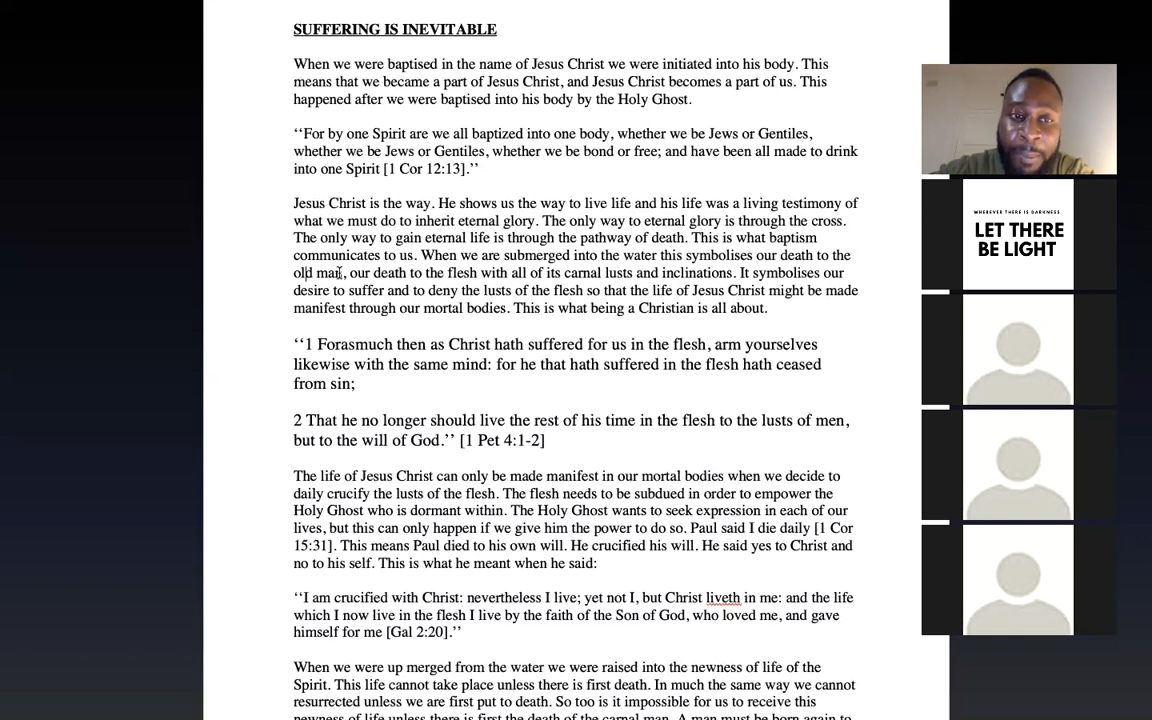 SUFFERING IS INEVITABLE
When we were baptised in the name of Jesus Christ we were initiated into his body. This
means that we became a part of Jesus Christ, and Jesus Christ becomes a part of us. This
happened after we were baptised into his body by the Holy Ghost.
‘‘For by one Spirit are we all baptized into one body, whether we be Jews or Gentiles,
whether we be Jews or Gentiles, whether we be bond or free; and have been all made to drink
into one Spirit [1 Cor 12:13].’’
Jesus Christ is the way. He shows us the way to live life and his life was a living testimony of
what we must do to inherit eternal glory. The only way to eternal glory is through the cross.
The only way to gain eternal life is through the pathway of death. This is what baptism
communicates to us. When we are submerged into the water this symbolises our death to the
old man, our death to the flesh with all of its carnal lusts and inclinations. It symbolises our
desire to suffer and to deny the lusts of the flesh so that the life of Jesus Christ might be made
manifest through our mortal bodies. This is what being a Christian is all about.
‘‘1 Forasmuch then as Christ hath suffered for us in the flesh, arm yourselves
likewise with the same mind: for he that hath suffered in the flesh hath ceased
from sin;
2 That he no longer should live the rest of his time in the flesh to the lusts of men,
but to the will of God.’’ [1 Pet 4:1-2]
The life of Jesus Christ can only be made manifest in our mortal bodies when we decide to
daily crucify the lusts of the flesh. The flesh needs to be subdued in order to empower the
Holy Ghost who is dormant within. The Holy Ghost wants to seek expression in each of our
lives, but this can only happen if we give him the power to do so. Paul said I die daily [1 Cor
15:31]. This means Paul died to his own will. He crucified his will. He said yes to Christ and
no to his self. This is what he meant when he said:
‘‘I am crucified with Christ: nevertheless I live; yet not I, but Christ liveth in me: and the life
which I now live in the flesh I live by the faith of the Son of God, who loved me, and gave
himself for me [Gal 2:20].’’
When we were up merged from the water we were raised into the newness of life of the
Spirit. This life cannot take place unless there is first death. In much the same way we cannot
resurrected unless we are first put to death. So too is it impossible for us to receive this
newness of life unless there is first the death of the carnal man. A man must be born again to
WHEREVER THERE IS DARKNESS
LET THERE
BE LIGHT